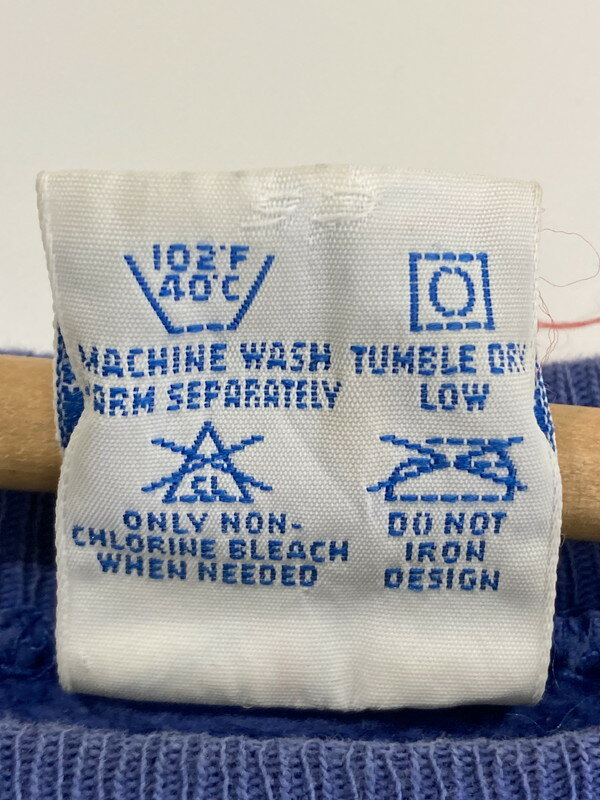 102°F
40°C
MACHINE WASH
WARM SEPARATELY
TUMBLE DRY
LOW
CL
ONLY NON-
CHLORINE BLEACH
WHEN NEEDED
DO NOT
IRON
DESIGN